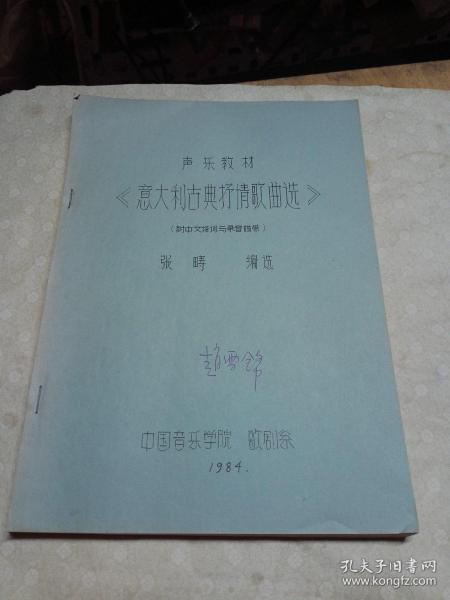 声乐教材
《意大利古典抒情歌曲选》
(附中文译词与录音磁带)
张畴 编选
中国音乐学院 歌剧系
1984.
孔夫子旧书网
www.kongfz.com